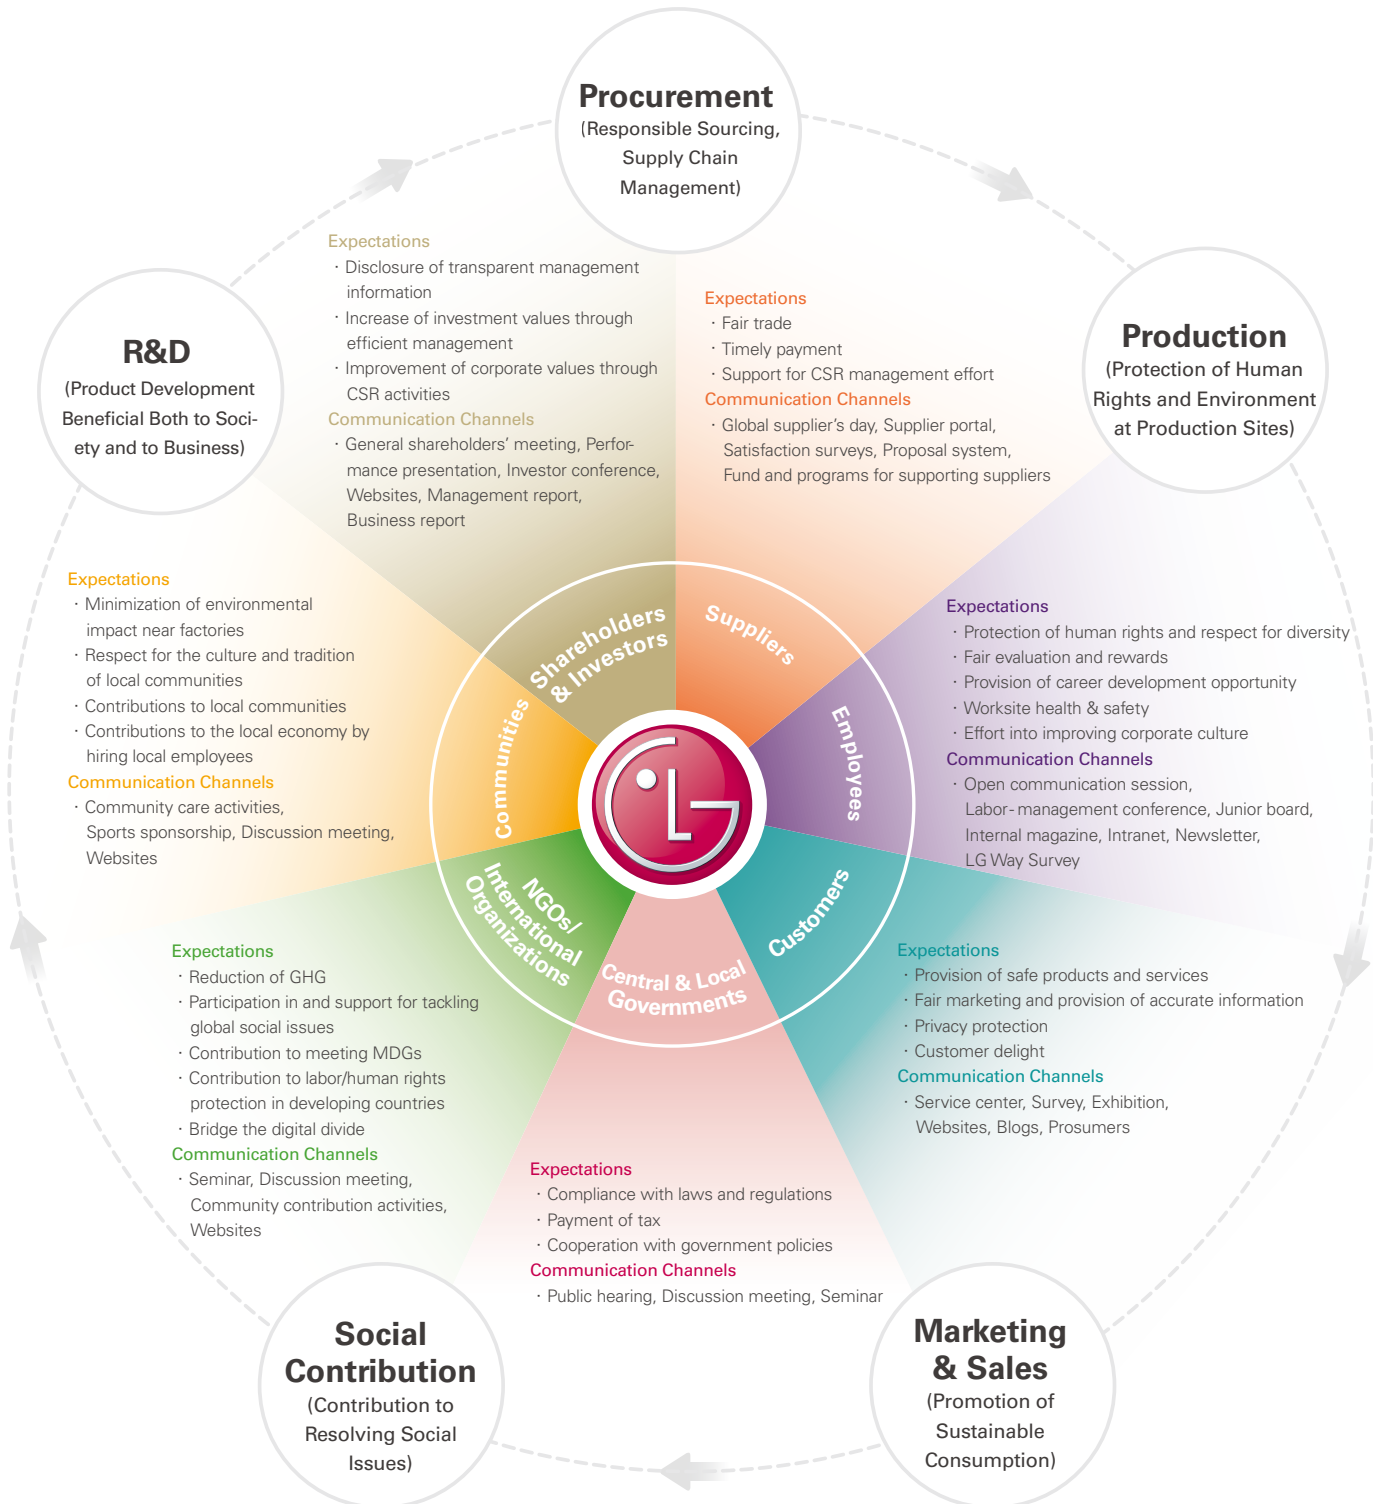 Procurement
(Responsible Sourcing,
Supply Chain
Management)
Production
(Protection of Human
Rights and Environment
at Production Sites)
Marketing
& Sales
(Promotion of
Sustainable
Consumption)
Social
Contribution
(Contribution to
Resolving Social
Issues)
R&D
(Product Development
Beneficial Both to Soci-
ety and to Business)
Expectations
· Disclosure of transparent management
information
· Increase of investment values through
efficient management
· Improvement of corporate values through
CSR activities
Communication Channels
· General shareholders’ meeting, Perfor-
mance presentation, Investor conference,
Websites, Management report,
Business report
Shareholders
& Investors
Expectations
· Fair trade
· Timely payment
· Support for CSR management effort
Communication Channels
· Global supplier’s day, Supplier portal,
Satisfaction surveys, Proposal system,
Fund and programs for supporting suppliers
Suppliers
Expectations
· Protection of human rights and respect for diversity
· Fair evaluation and rewards
· Provision of career development opportunity
· Worksite health & safety
· Effort into improving corporate culture
Communication Channels
· Open communication session,
Labor-management conference, Junior board,
Internal magazine, Intranet, Newsletter,
LG Way Survey
Employees
Expectations
· Provision of safe products and services
· Fair marketing and provision of accurate information
· Privacy protection
· Customer delight
Communication Channels
· Service center, Survey, Exhibition,
Websites, Blogs, Prosumers
Customers
Central & Local
Governments
Expectations
· Compliance with laws and regulations
· Payment of tax
· Cooperation with government policies
Communication Channels
· Public hearing, Discussion meeting, Seminar
NGOs/
International
Organizations
Expectations
· Reduction of GHG
· Participation in and support for tackling
global social issues
· Contribution to meeting MDGs
· Contribution to labor/human rights
protection in developing countries
· Bridge the digital divide
Communication Channels
· Seminar, Discussion meeting,
Community contribution activities,
Websites
Communities
Expectations
· Minimization of environmental
impact near factories
· Respect for the culture and tradition
of local communities
· Contributions to local communities
· Contributions to the local economy by
hiring local employees
Communication Channels
· Community care activities,
Sports sponsorship, Discussion meeting,
Websites
LG